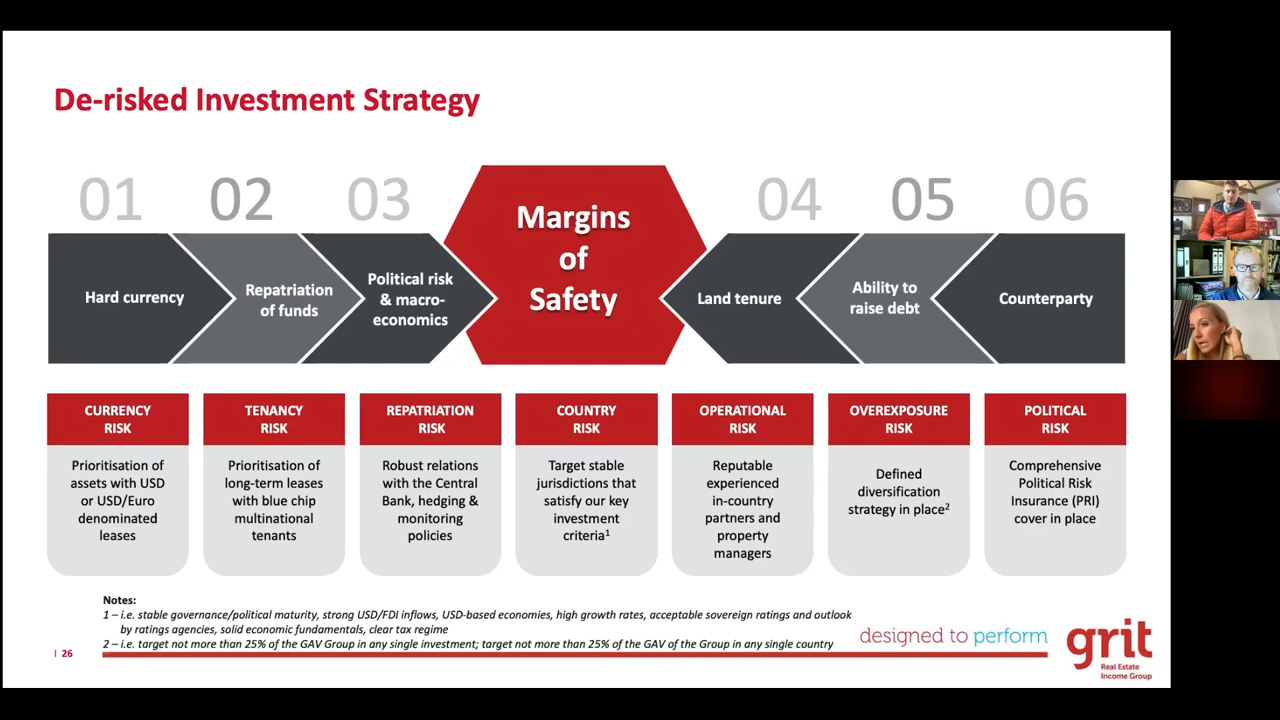 De-risked Investment Strategy
01
02
03
04
05
06
Hard currency
Repatriation
of funds
Political risk
& macro-
economics
Margins
of
Safety
Land tenure
Ability to
raise debt
Counterparty
CURRENCY
RISK
Prioritisation of
assets with USD
or USD/Euro
denominated
leases
TENANCY
RISK
Prioritisation of
long-term leases
with blue chip
multinational
tenants
REPATRIATION
RISK
Robust relations
with the Central
Bank, hedging &
monitoring
policies
COUNTRY
RISK
Target stable
jurisdictions that
satisfy our key
investment
criteria¹
OPERATIONAL
RISK
Reputable
experienced
in-country
partners and
property
managers
OVEREXPOSURE
RISK
Defined
diversification
strategy in place²
POLITICAL
RISK
Comprehensive
Political Risk
Insurance (PRI)
cover in place
Notes:
1 – i.e. stable governance/political maturity, strong USD/FDI inflows, USD-based economies, high growth rates, acceptable sovereign ratings and outlook
by ratings agencies, solid economic fundamentals, clear tax regime
2 – i.e. target not more than 25% of the GAV Group in any single investment; target not more than 25% of the GAV of the Group in any single country
| 26
designed to perform
grit
Real Estate
Income Group